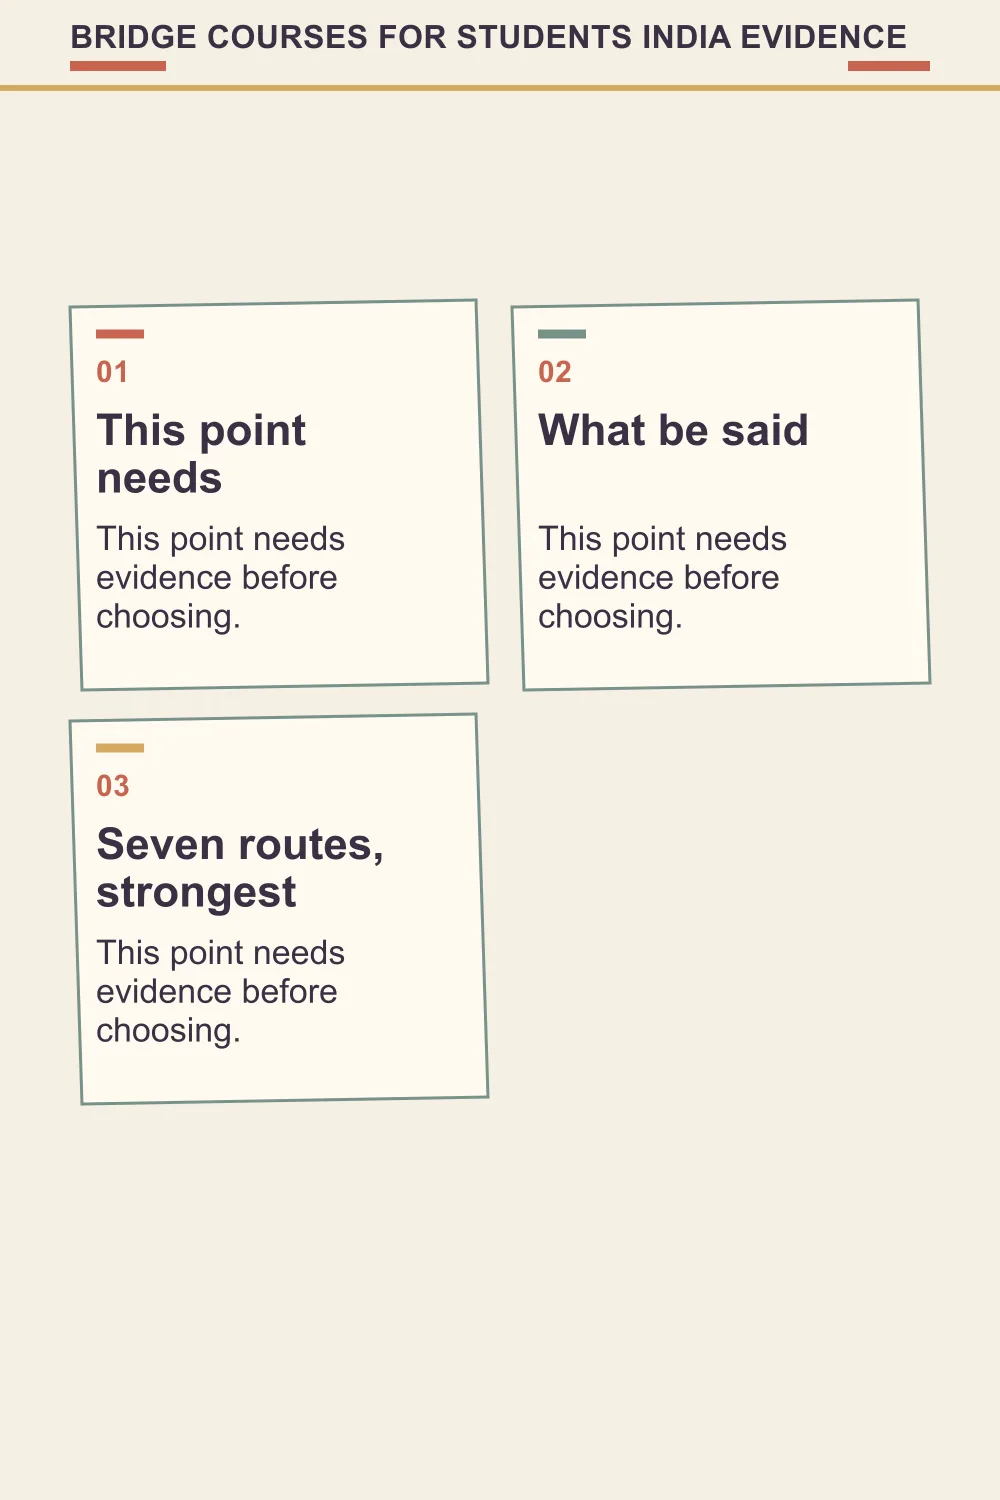 BRIDGE COURSES FOR STUDENTS INDIA EVIDENCE
01
This point
needs
This point needs
evidence before
choosing.
02
What be said
This point needs
evidence before
choosing.
03
Seven routes,
strongest
This point needs
evidence before
choosing.